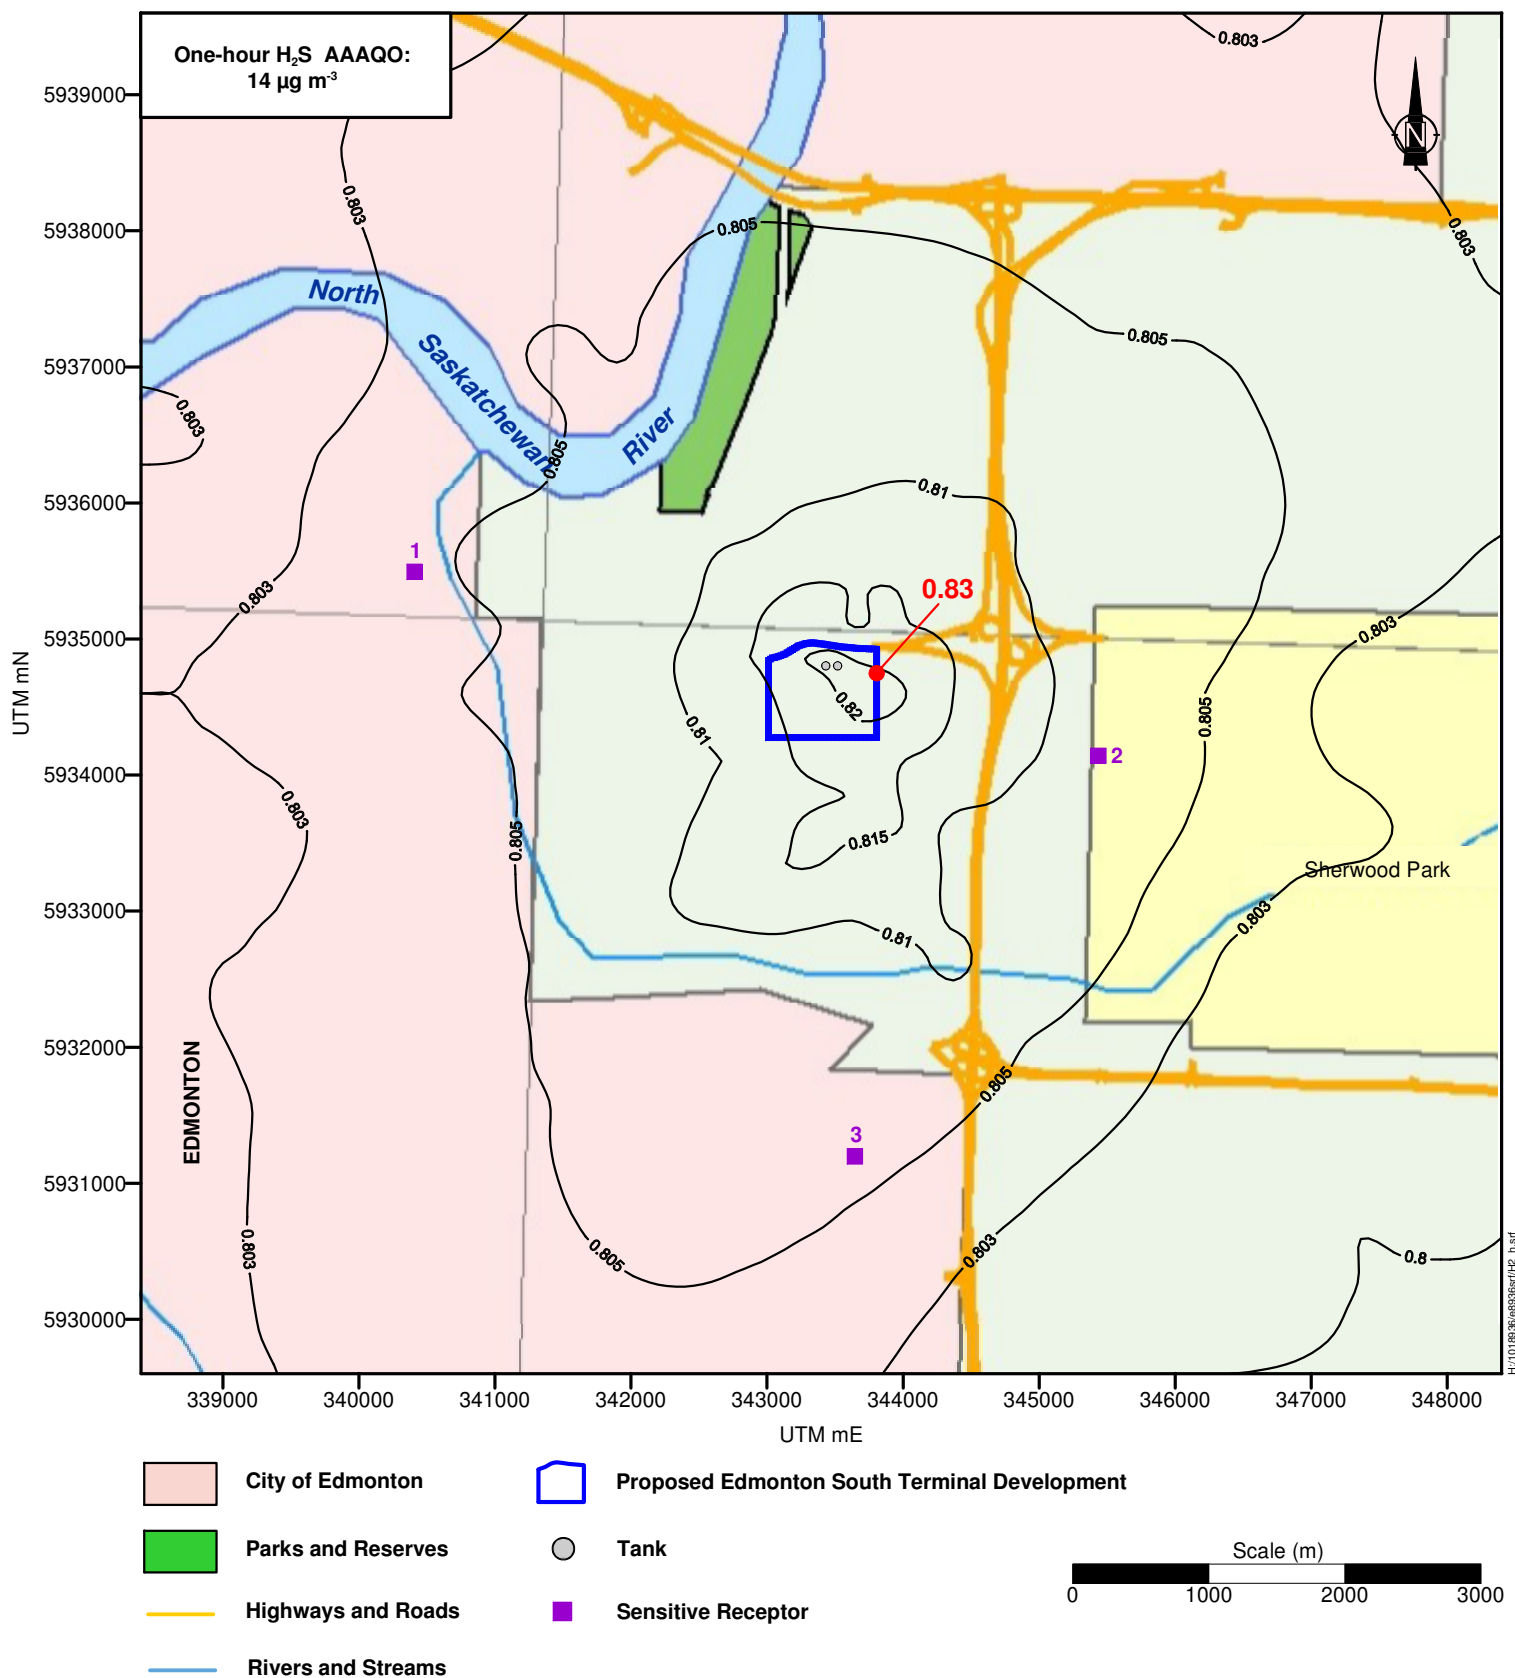 One-hour H₂S AAAQO:
14 µg m⁻³
0.803
N
5939000
0.803
5938000
0.805
0.803
North
5937000
Saskatchewan
River
0.805
0.803
0.805
5936000
0.81
1
0.803
0.83
5935000
0.803
UTM mN
0.82
0.81
0.805
2
5934000
0.803
0.805
0.815
Sherwood Park
5933000
0.803
0.81
5932000
EDMONTON
0.805
3
5931000
0.803
0.805
0.803
0.8
5930000
339000 340000 341000 342000 343000 344000 345000 346000 347000 348000
UTM mE
City of Edmonton
Proposed Edmonton South Terminal Development
Parks and Reserves
Tank
Scale (m)
0 1000 2000 3000
Highways and Roads
Sensitive Receptor
Rivers and Streams